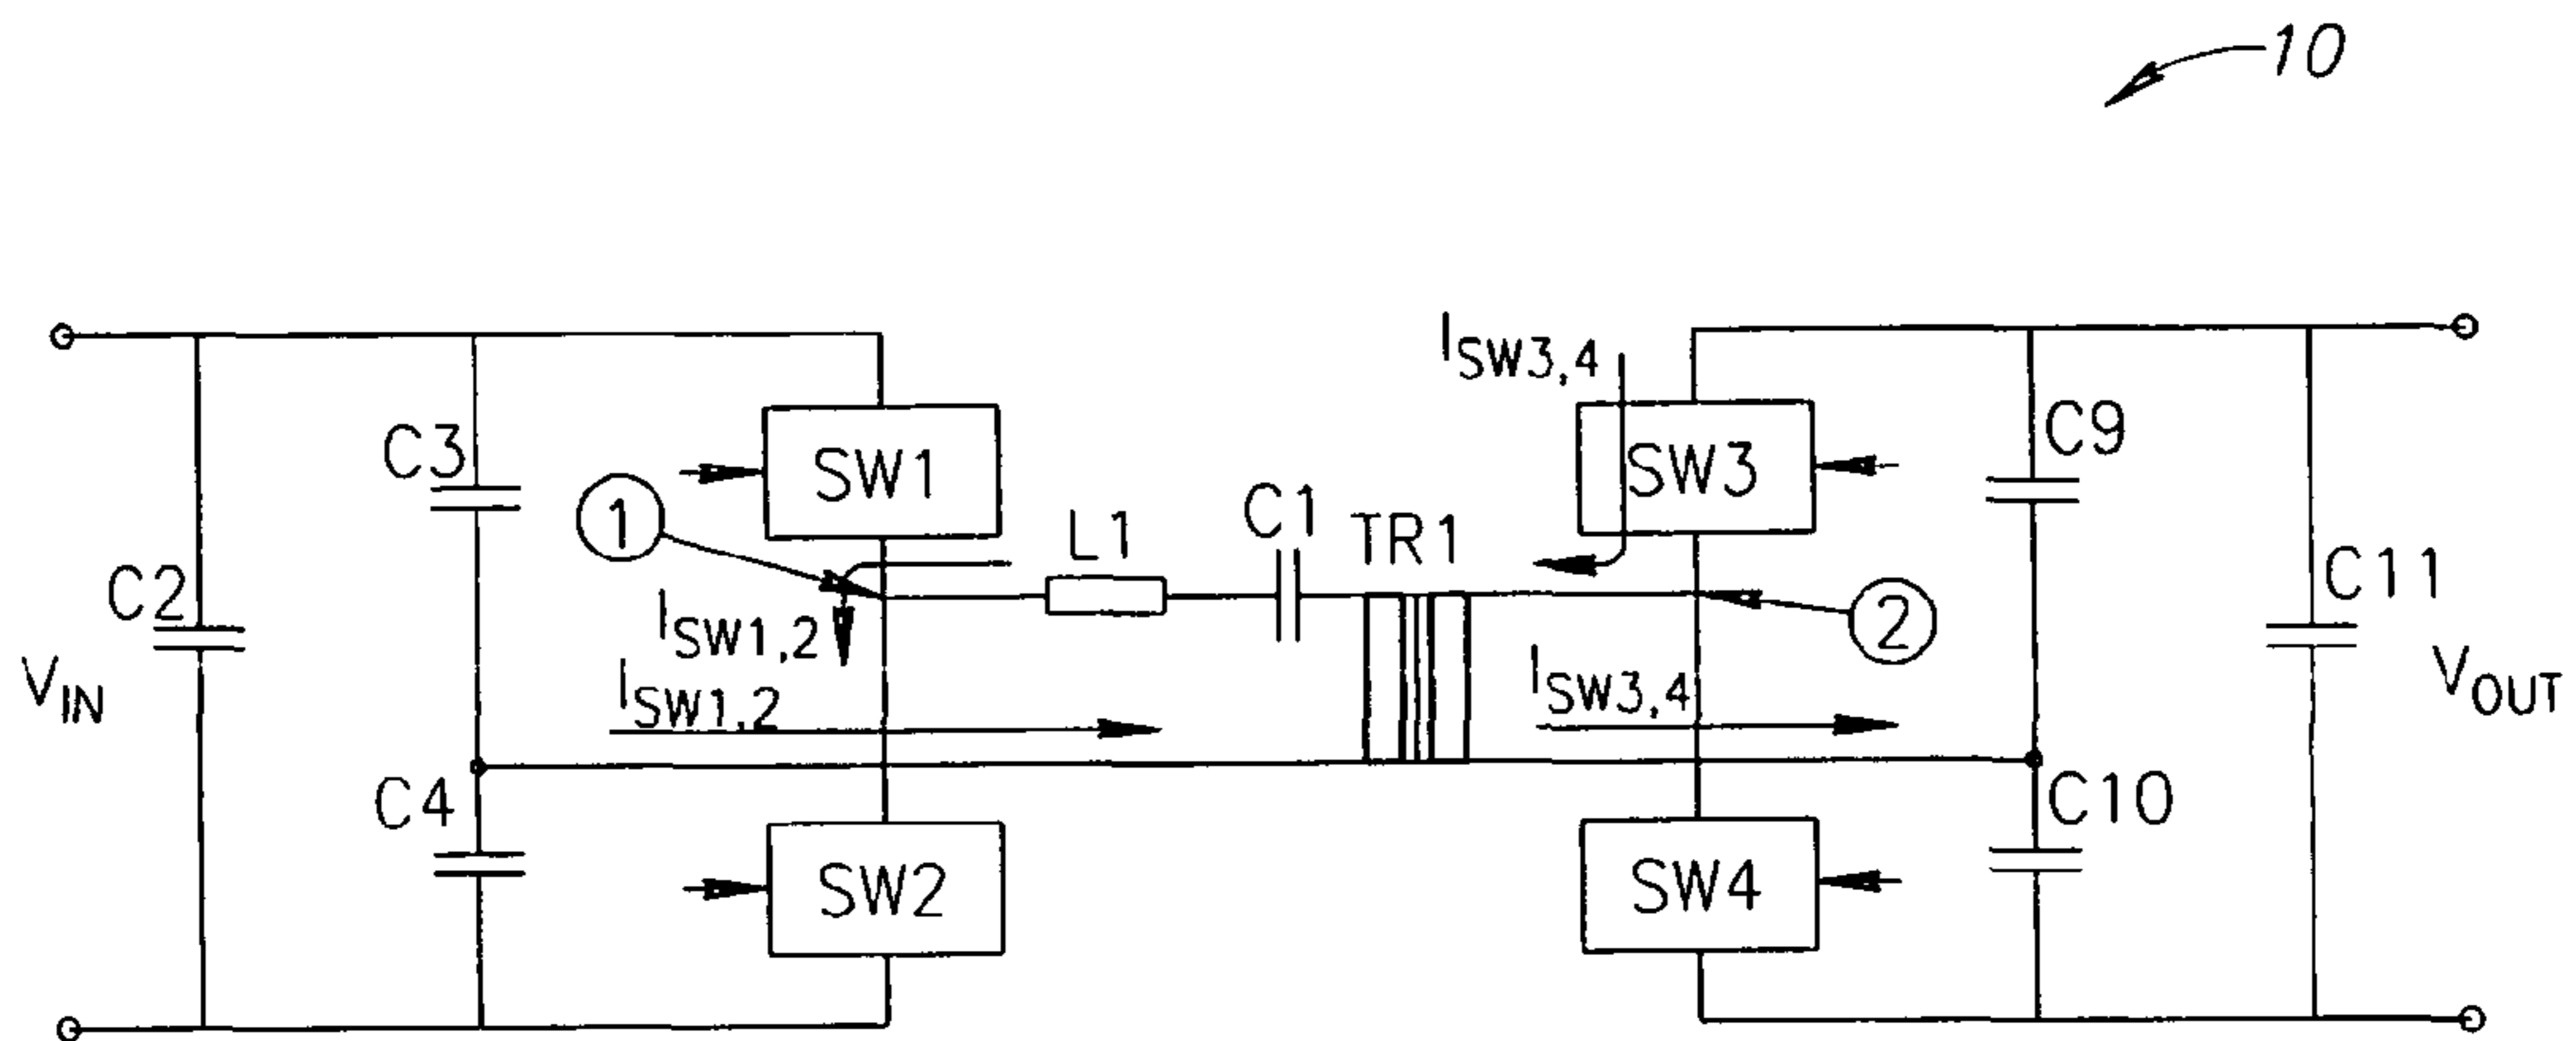 10
I_SW3,4
C3
SW1
SW3
C9
1
L1
C1
TR1
C2
C11
2
I_SW1,2
I_SW1,2
I_SW3,4
V_IN
V_OUT
C4
C10
SW2
SW4